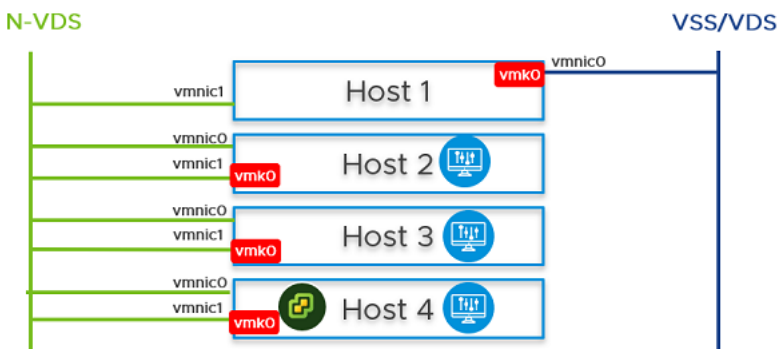 N-VDS
VSS/VDS
vmnic1
Host 1
vmk0
vmnic0
vmnic0
vmnic1
vmk0
Host 2
vmnic0
vmnic1
vmk0
Host 3
vmnic0
vmnic1
vmk0
Host 4